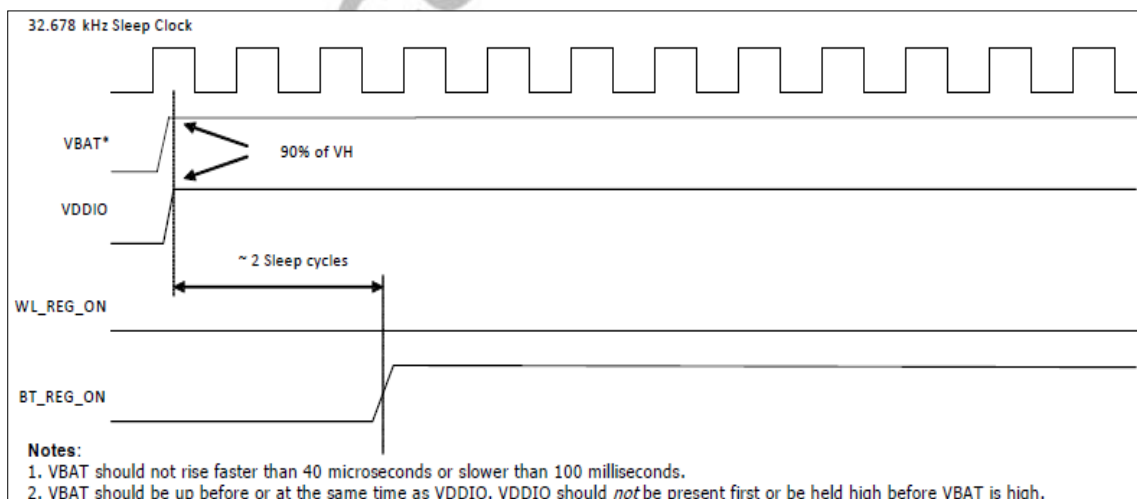 32.678 kHz Sleep Clock
VBAT*
90% of VH
VDDIO
~ 2 Sleep cycles
WL_REG_ON
BT_REG_ON
Notes:
1. VBAT should not rise faster than 40 microseconds or slower than 100 milliseconds.
2. VBAT should be up before or at the same time as VDDIO. VDDIO should not be present first or be held high before VBAT is high.